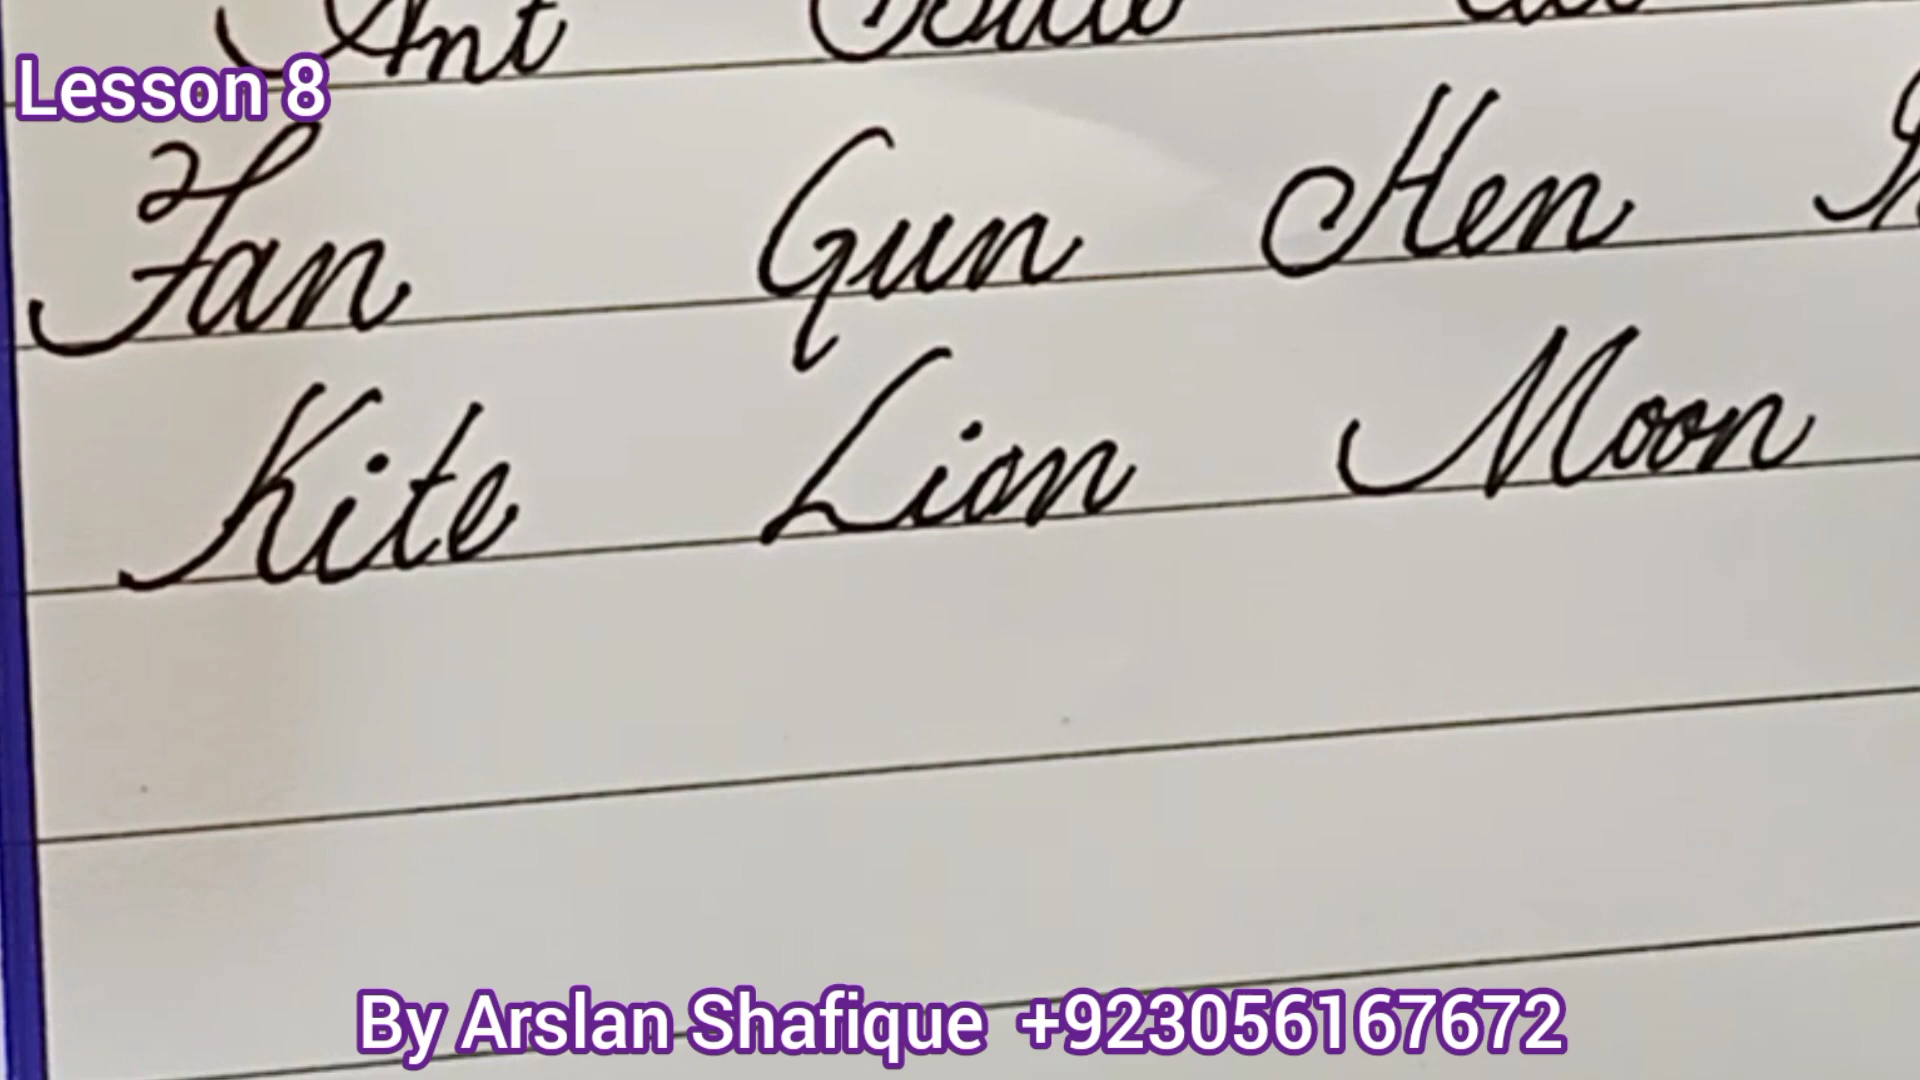 Ant
Lesson 8
Fan Gun Hen
Kite Lion Moon
By Arslan Shafique +923056167672